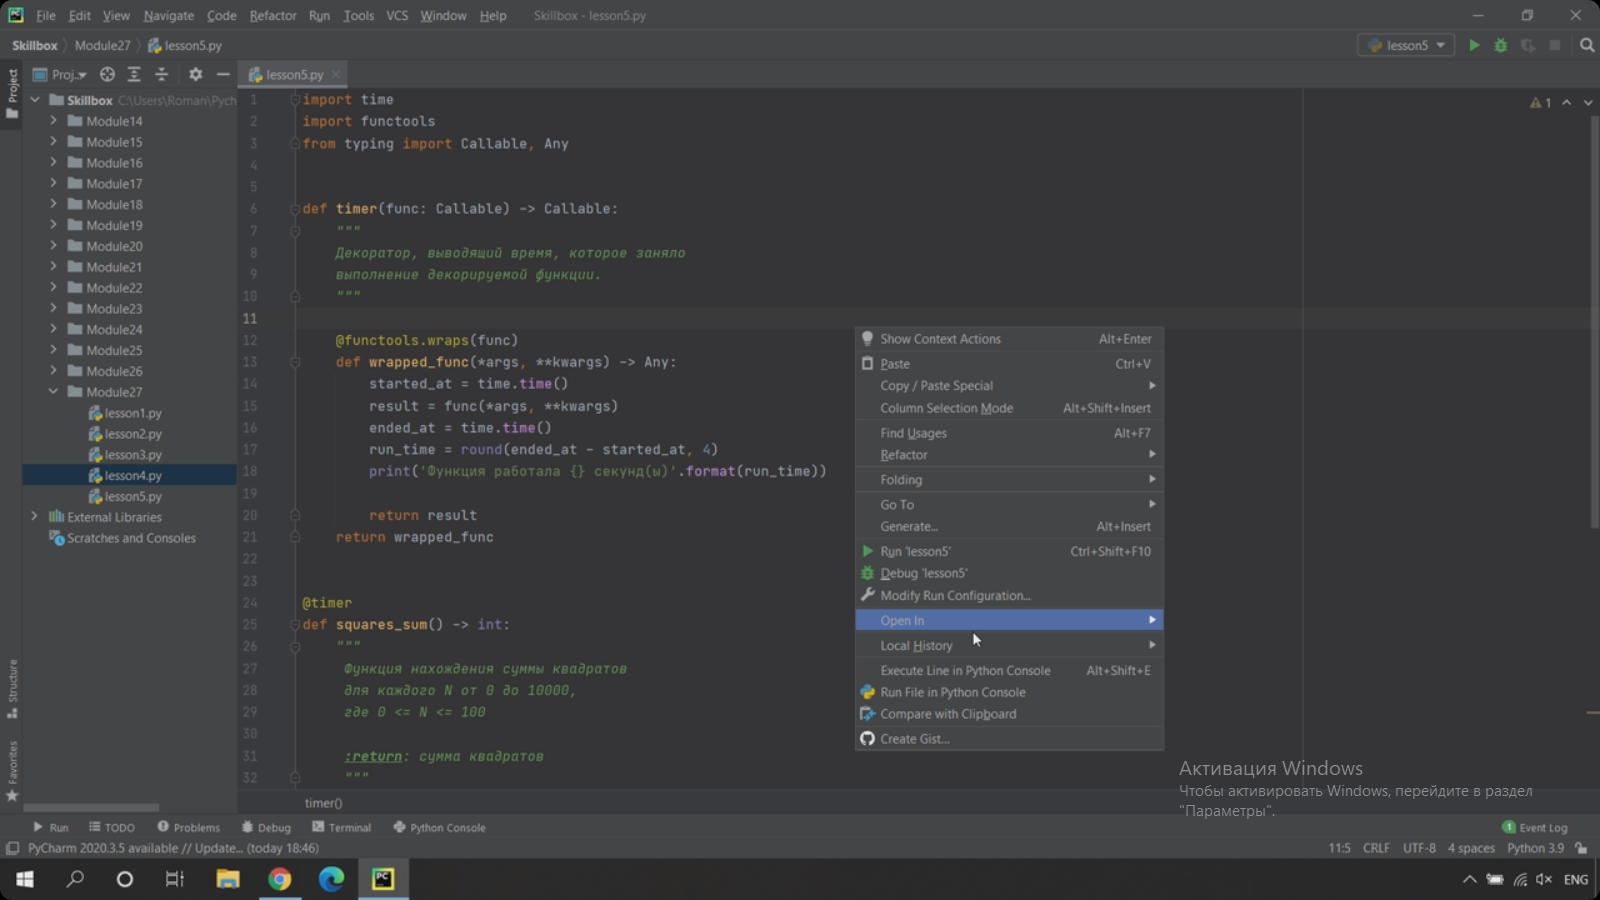 File Edit View Navigate Code Refactor Run Tools VCS Window Help Skillbox - lesson5.py
Skillbox Module27 lesson5.py
lesson5
Project
Proj...
lesson5.py
Skillbox C:\Users\Roman\Pych
Module14
Module15
Module16
Module17
Module18
Module19
Module20
Module21
Module22
Module23
Module24
Module25
Module26
Module27
lesson1.py
lesson2.py
lesson3.py
lesson4.py
lesson5.py
External Libraries
Scratches and Consoles
Structure
Favorites
1 import time
2 import functools
3 from typing import Callable, Any
4
5
6 def timer(func: Callable) -> Callable:
7 """
8 Декоратор, выводящий время, которое заняло
9 выполнение декорируемой функции.
10 """
11
12 @functools.wraps(func)
13 def wrapped_func(*args, **kwargs) -> Any:
14 started_at = time.time()
15 result = func(*args, **kwargs)
16 ended_at = time.time()
17 run_time = round(ended_at - started_at, 4)
18 print('Функция работала {} секунд(ы)'.format(run_time))
19
20 return result
21 return wrapped_func
22
23
24 @timer
25 def squares_sum() -> int:
26 """
27 Функция нахождения суммы квадратов
28 для каждого N от 0 до 10000,
29 где 0 <= N <= 100
30
31 :return: сумма квадратов
32 """
timer()
1
Show Context Actions Alt+Enter
Paste Ctrl+V
Copy / Paste Special
Column Selection Mode Alt+Shift+Insert
Find Usages Alt+F7
Refactor
Folding
Go To
Generate... Alt+Insert
Run 'lesson5' Ctrl+Shift+F10
Debug 'lesson5'
Modify Run Configuration...
Open In
Local History
Execute Line in Python Console Alt+Shift+E
Run File in Python Console
Compare with Clipboard
Create Gist...
Активация Windows
Чтобы активировать Windows, перейдите в раздел
"Параметры".
Run TODO Problems Debug Terminal Python Console 1 Event Log
PyCharm 2020.3.5 available // Update... (today 18:46) 11:5 CRLF UTF-8 4 spaces Python 3.9
PC ENG